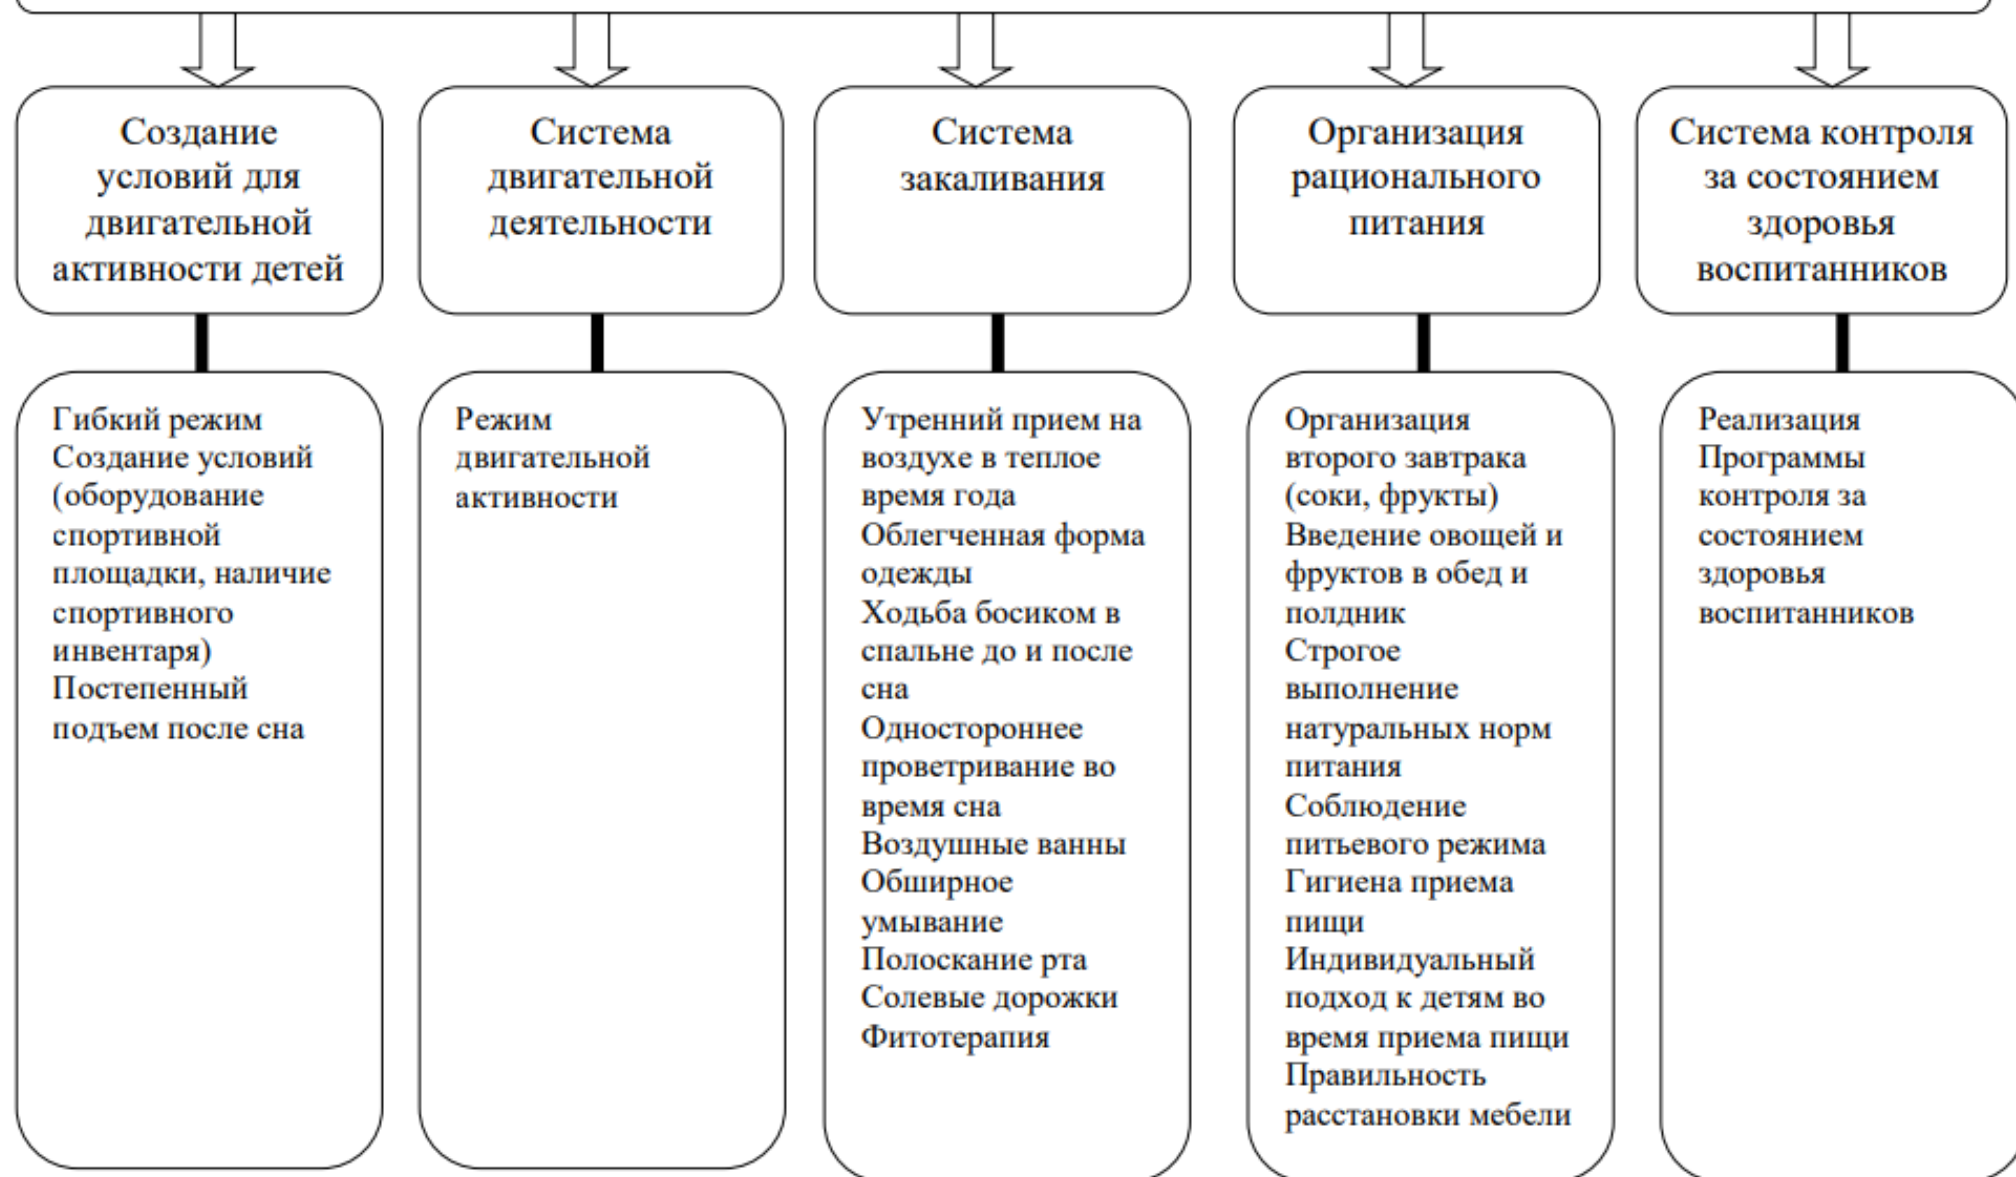 Создание
условий для
двигательной
активности детей
Система
двигательной
деятельности
Система
закаливания
Организация
рационального
питания
Система контроля
за состоянием
здоровья
воспитанников
Гибкий режим
Создание условий
(оборудование
спортивной
площадки, наличие
спортивного
инвентаря)
Постепенный
подъем после сна
Режим
двигательной
активности
Утренний прием на
воздухе в теплое
время года
Облегченная форма
одежды
Ходьба босиком в
спальне до и после
сна
Одностороннее
проветривание во
время сна
Воздушные ванны
Обширное
умывание
Полоскание рта
Солевые дорожки
Фитотерапия
Организация
второго завтрака
(соки, фрукты)
Введение овощей и
фруктов в обед и
полдник
Строгое
выполнение
натуральных норм
питания
Соблюдение
питьевого режима
Гигиена приема
пищи
Индивидуальный
подход к детям во
время приема пищи
Правильность
расстановки мебели
Реализация
Программы
контроля за
состоянием
здоровья
воспитанников